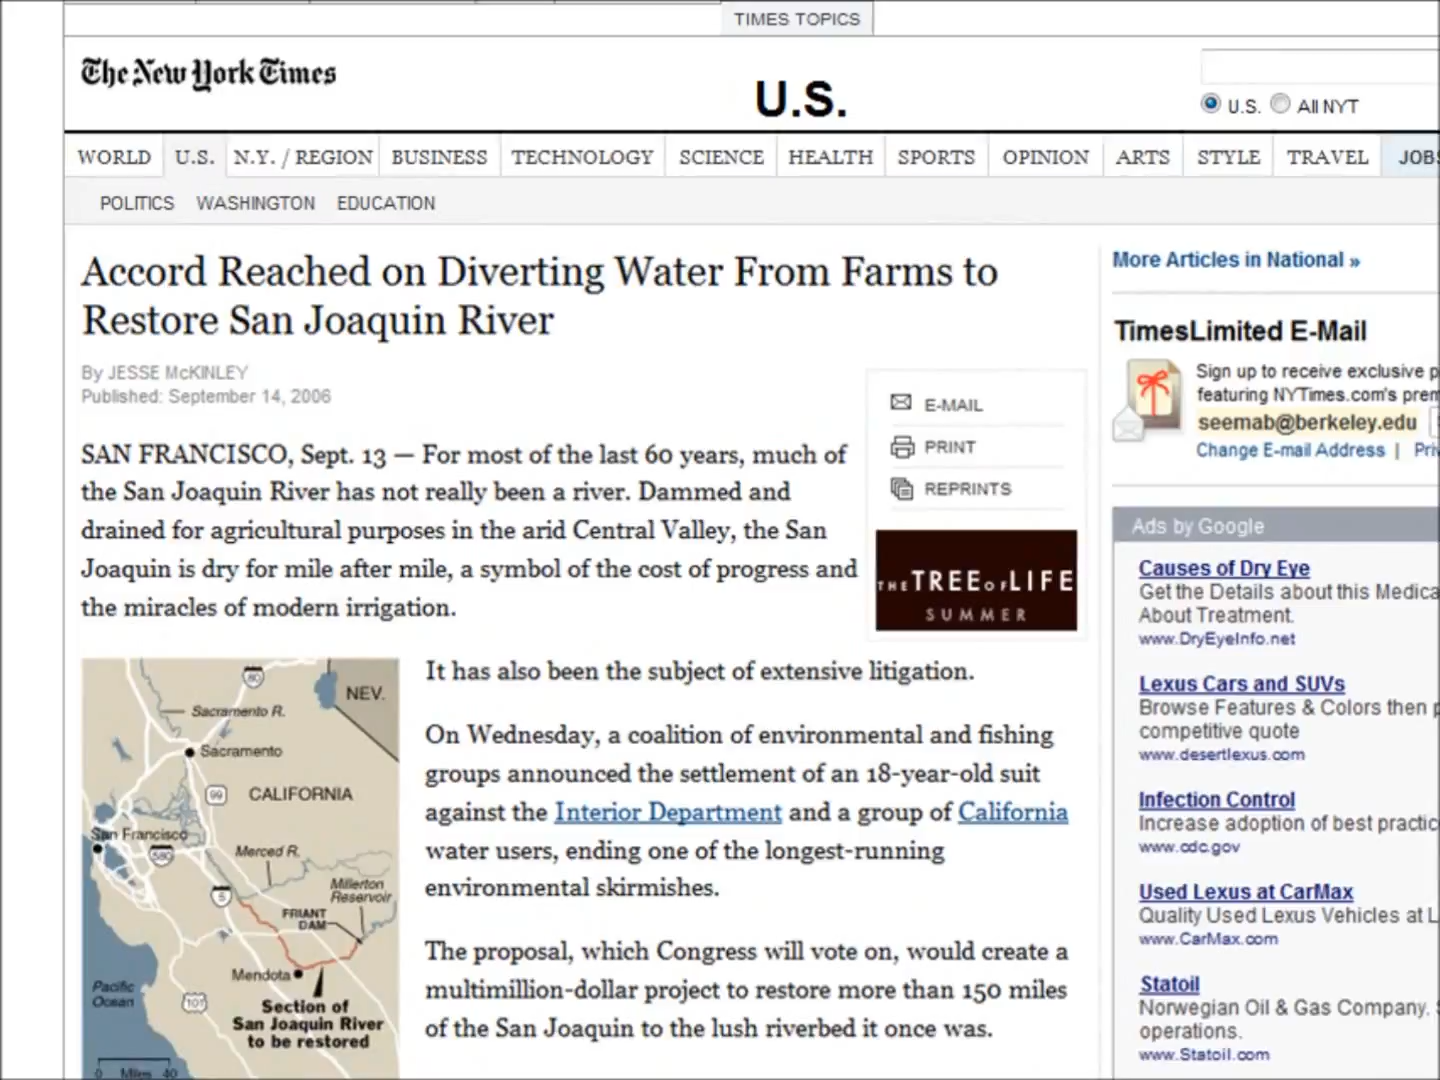 TIMES TOPICS
The New York Times
U.S.
U.S. All NYT
WORLD U.S. N.Y. / REGION BUSINESS TECHNOLOGY SCIENCE HEALTH SPORTS OPINION ARTS STYLE TRAVEL JOBS
POLITICS WASHINGTON EDUCATION
Accord Reached on Diverting Water From Farms to
Restore San Joaquin River
By JESSE McKINLEY
Published: September 14, 2006
SAN FRANCISCO, Sept. 13 — For most of the last 60 years, much of
the San Joaquin River has not really been a river. Dammed and
drained for agricultural purposes in the arid Central Valley, the San
Joaquin is dry for mile after mile, a symbol of the cost of progress and
the miracles of modern irrigation.
E-MAIL
PRINT
REPRINTS
THE TREE OF LIFE
SUMMER
80
NEV.
Sacramento R.
Sacramento
99
CALIFORNIA
San Francisco
580
Merced R.
Millerton
Reservoir
5
FRIANT
DAM
Mendota
Pacific
Ocean
101
Section of
San Joaquin River
to be restored
0 Miles 40
It has also been the subject of extensive litigation.
On Wednesday, a coalition of environmental and fishing
groups announced the settlement of an 18-year-old suit
against the Interior Department and a group of California
water users, ending one of the longest-running
environmental skirmishes.
The proposal, which Congress will vote on, would create a
multimillion-dollar project to restore more than 150 miles
of the San Joaquin to the lush riverbed it once was.
More Articles in National »
TimesLimited E-Mail
Sign up to receive exclusive p
featuring NYTimes.com's prem
seemab@berkeley.edu
Change E-mail Address | Pri
Ads by Google
Causes of Dry Eye
Get the Details about this Medica
About Treatment.
www.DryEyeInfo.net
Lexus Cars and SUVs
Browse Features & Colors then p
competitive quote
www.desertlexus.com
Infection Control
Increase adoption of best practic
www.cdc.gov
Used Lexus at CarMax
Quality Used Lexus Vehicles at L
www.CarMax.com
Statoil
Norwegian Oil & Gas Company.
operations.
www.Statoil.com